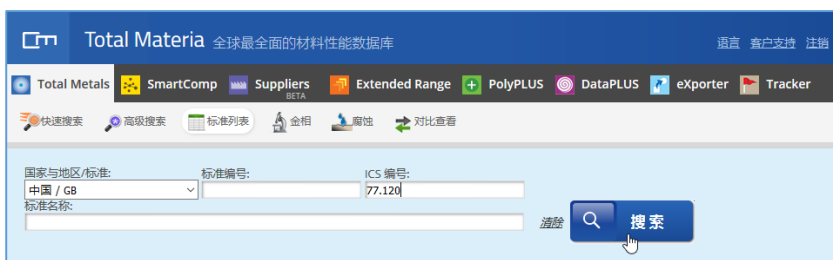 Total Materia 全球最全面的材料性能数据库
语言 客户支持 注销
Total Metals SmartComp Suppliers BETA Extended Range PolyPLUS DataPLUS eXporter Tracker
快速搜索 高级搜索 标准列表 金相 腐蚀 对比查看
国家与地区/标准: 标准编号: ICS 编号:
中国 / GB 77.120
标准名称:
清除 搜索